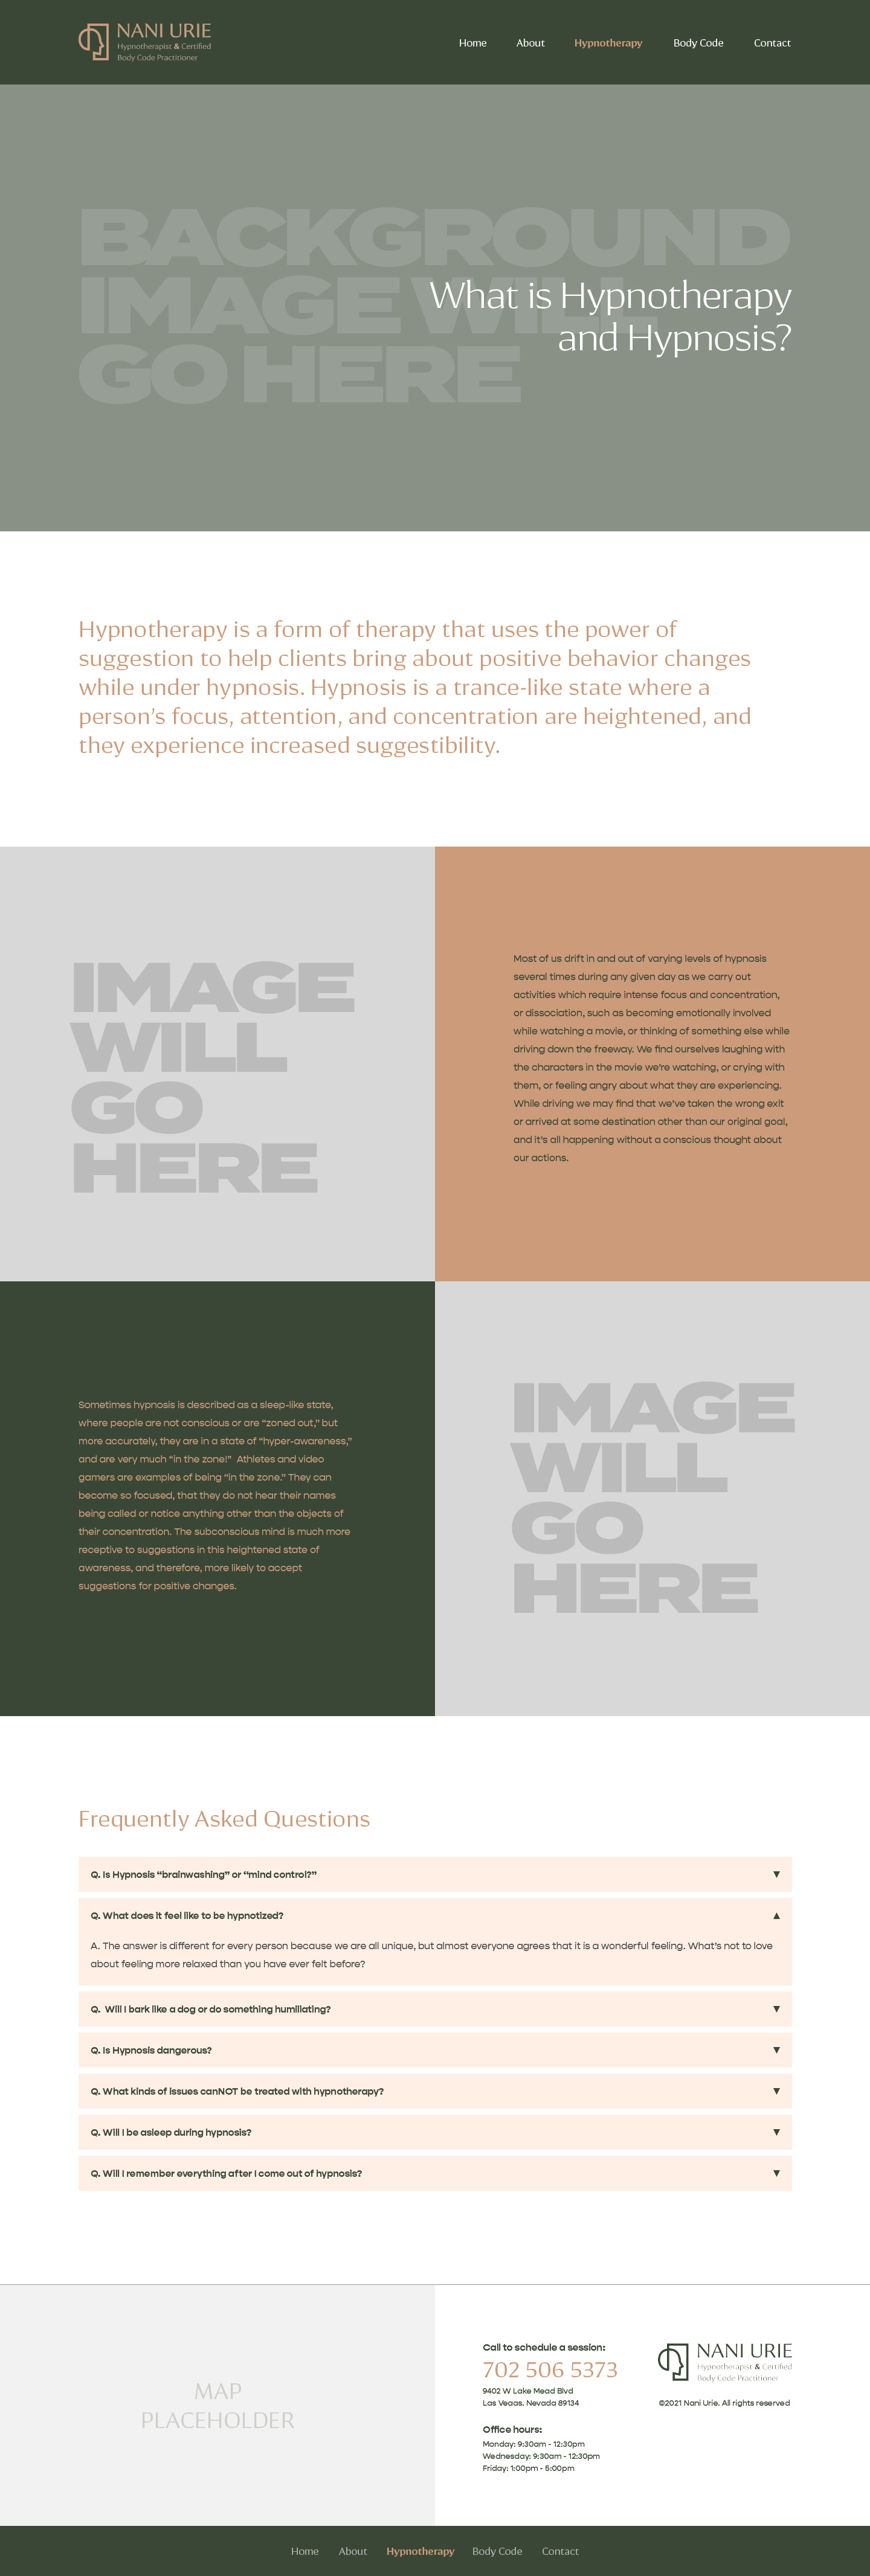 NANI URIE
Hypnotherapist & Certified
Body Code Practitioner
Home About Hypnotherapy Body Code Contact
BACKGROUND
IMAGE WILL
GO HERE
What is Hypnotherapy
and Hypnosis?
Hypnotherapy is a form of therapy that uses the power of
suggestion to help clients bring about positive behavior changes
while under hypnosis. Hypnosis is a trance-like state where a
person’s focus, attention, and concentration are heightened, and
they experience increased suggestibility.
IMAGE
WILL
GO
HERE
Most of us drift in and out of varying levels of hypnosis
several times during any given day as we carry out
activities which require intense focus and concentration,
or dissociation, such as becoming emotionally involved
while watching a movie, or thinking of something else while
driving down the freeway. We find ourselves laughing with
the characters in the movie we’re watching, or crying with
them, or feeling angry about what they are experiencing.
While driving we may find that we’ve taken the wrong exit
or arrived at some destination other than our original goal,
and it’s all happening without a conscious thought about
our actions.
Sometimes hypnosis is described as a sleep-like state,
where people are not conscious or are “zoned out,” but
more accurately, they are in a state of “hyper-awareness,”
and are very much “in the zone!” Athletes and video
gamers are examples of being “in the zone.” They can
become so focused, that they do not hear their names
being called or notice anything other than the objects of
their concentration. The subconscious mind is much more
receptive to suggestions in this heightened state of
awareness, and therefore, more likely to accept
suggestions for positive changes.
IMAGE
WILL
GO
HERE
Frequently Asked Questions
Q. Is Hypnosis “brainwashing” or “mind control?” ▼
Q. What does it feel like to be hypnotized? ▲
A. The answer is different for every person because we are all unique, but almost everyone agrees that it is a wonderful feeling. What’s not to love
about feeling more relaxed than you have ever felt before?
Q. Will I bark like a dog or do something humiliating? ▼
Q. Is Hypnosis dangerous? ▼
Q. What kinds of issues canNOT be treated with hypnotherapy? ▼
Q. Will I be asleep during hypnosis? ▼
Q. Will I remember everything after I come out of hypnosis? ▼
MAP
PLACEHOLDER
Call to schedule a session:
702 506 5373
9402 W Lake Mead Blvd
Las Vegas, Nevada 89134
Office hours:
Monday: 9:30am - 12:30pm
Wednesday: 9:30am - 12:30pm
Friday: 1:00pm - 5:00pm
NANI URIE
Hypnotherapist & Certified
Body Code Practitioner
©2021 Nani Urie. All rights reserved
Home About Hypnotherapy Body Code Contact